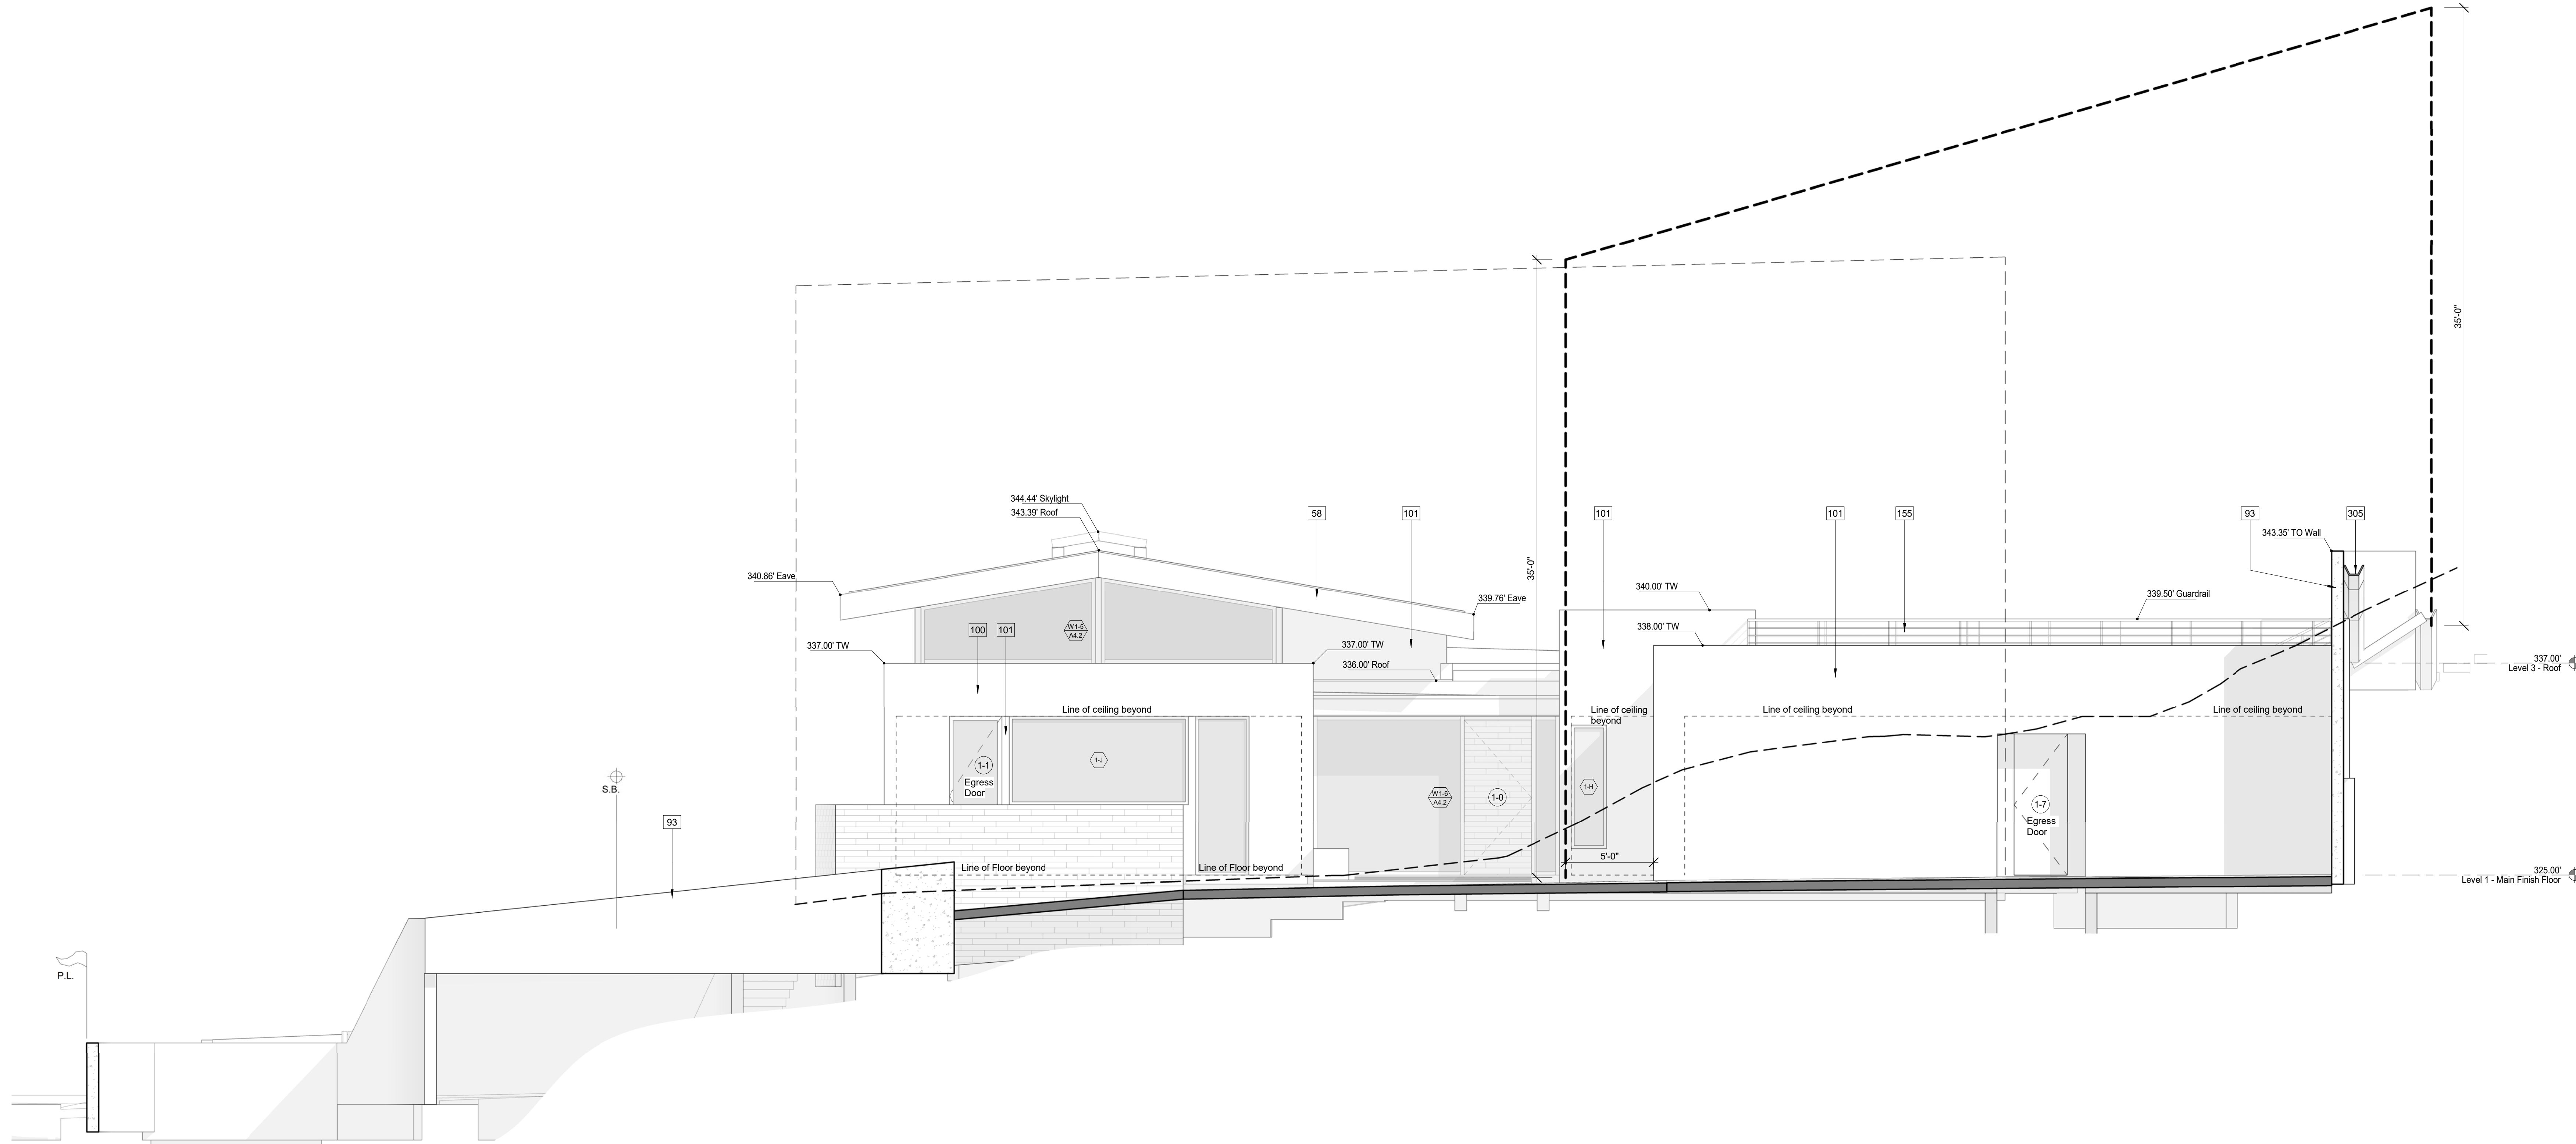 35'-0"
344.44' Skylight
343.39' Roof
58
101
101
101
155
93
305
343.35' TO Wall
35'-0"
340.86' Eave
340.00' TW
339.76' Eave
339.50' Guardrail
100
101
W1-5
A4.2
338.00' TW
337.00' TW
337.00' TW
336.00' Roof
337.00'
Level 3 - Roof
Line of ceiling beyond
Line of ceiling
beyond
Line of ceiling beyond
Line of ceiling beyond
1-1
Egress
Door
1-J
1-H
W1-6
A4.2
1-0
1-7
Egress
Door
S.B.
93
5'-0"
Line of Floor beyond
Line of Floor beyond
325.00'
Level 1 - Main Finish Floor
P.L.